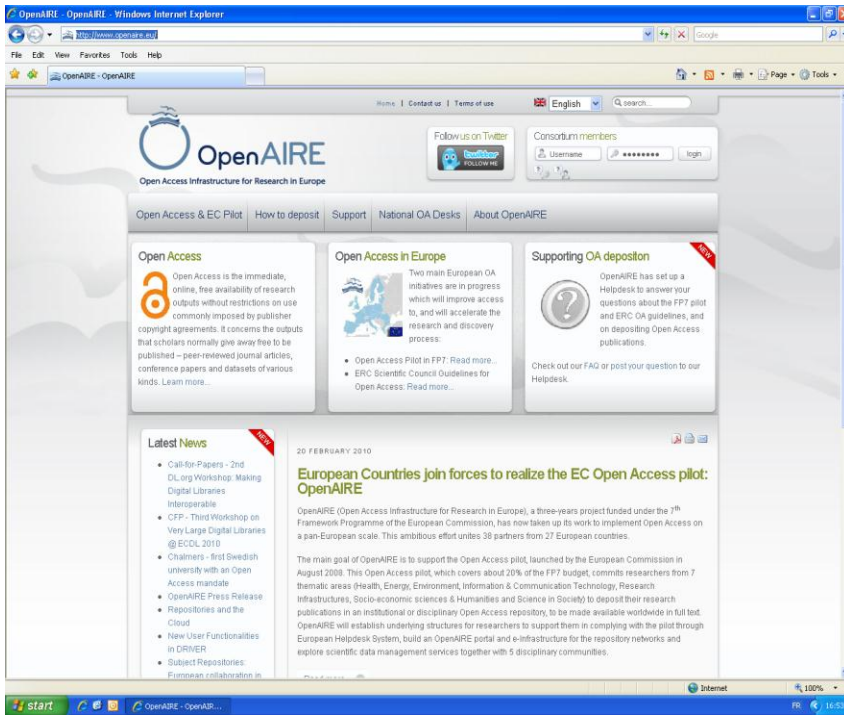 OpenAIRE - OpenAIRE - Windows Internet Explorer
http://www.openaire.eu/
Google
File Edit View Favorites Tools Help
OpenAIRE - OpenAIRE
Page Tools
Home | Contact us | Terms of use
English
search...
OpenAIRE
Open Access Infrastructure for Research in Europe
Follow us on Twitter
twitter
FOLLOW ME
Consortium members
Username
login
Open Access & EC Pilot
How to deposit
Support
National OA Desks
About OpenAIRE
Open Access
Open Access is the immediate,
online, free availability of research
outputs without restrictions on use
commonly imposed by publisher
copyright agreements. It concerns the outputs
that scholars normally give away free to be
published – peer-reviewed journal articles,
conference papers and datasets of various
kinds. Learn more...
Open Access in Europe
Two main European OA
initiatives are in progress
which will improve access
to, and will accelerate the
research and discovery
process:
• Open Access Pilot in FP7: Read more...
• ERC Scientific Council Guidelines for
Open Access: Read more...
NEW
Supporting OA depositon
OpenAIRE has set up a
Helpdesk to answer your
questions about the FP7 pilot
and ERC OA guidelines, and
on depositing Open Access
publications.
Check out our FAQ or post your question to our
Helpdesk.
NEW
Latest News
• Call-for-Papers - 2nd
DL.org Workshop: Making
Digital Libraries
Interoperable
• CFP - Third Workshop on
Very Large Digital Libraries
@ ECDL 2010
• Chalmers - first Swedish
university with an Open
Access mandate
• OpenAIRE Press Release
• Repositories and the
Cloud
• New User Functionalities
in DRIVER
• Subject Repositories:
European collaboration in
20 FEBRUARY 2010
European Countries join forces to realize the EC Open Access pilot:
OpenAIRE
OpenAIRE (Open Access Infrastructure for Research in Europe), a three-years project funded under the 7th
Framework Programme of the European Commission, has now taken up its work to implement Open Access on
a pan-European scale. This ambitious effort unites 38 partners from 27 European countries.
The main goal of OpenAIRE is to support the Open Access pilot, launched by the European Commission in
August 2008. This Open Access pilot, which covers about 20% of the FP7 budget, commits researchers from 7
thematic areas (Health, Energy, Environment, Information & Communication Technology, Research
Infrastructures, Socio-economic sciences & Humanities and Science in Society) to deposit their research
publications in an institutional or disciplinary Open Access repository, to be made available worldwide in full text.
OpenAIRE will establish underlying structures for researchers to support them in complying with the pilot through
European Helpdesk System, build an OpenAIRE portal and e-Infrastructure for the repository networks and
explore scientific data management services together with 5 disciplinary communities.
Internet
100%
start
OpenAIRE - OpenAIR...
FR
16:53